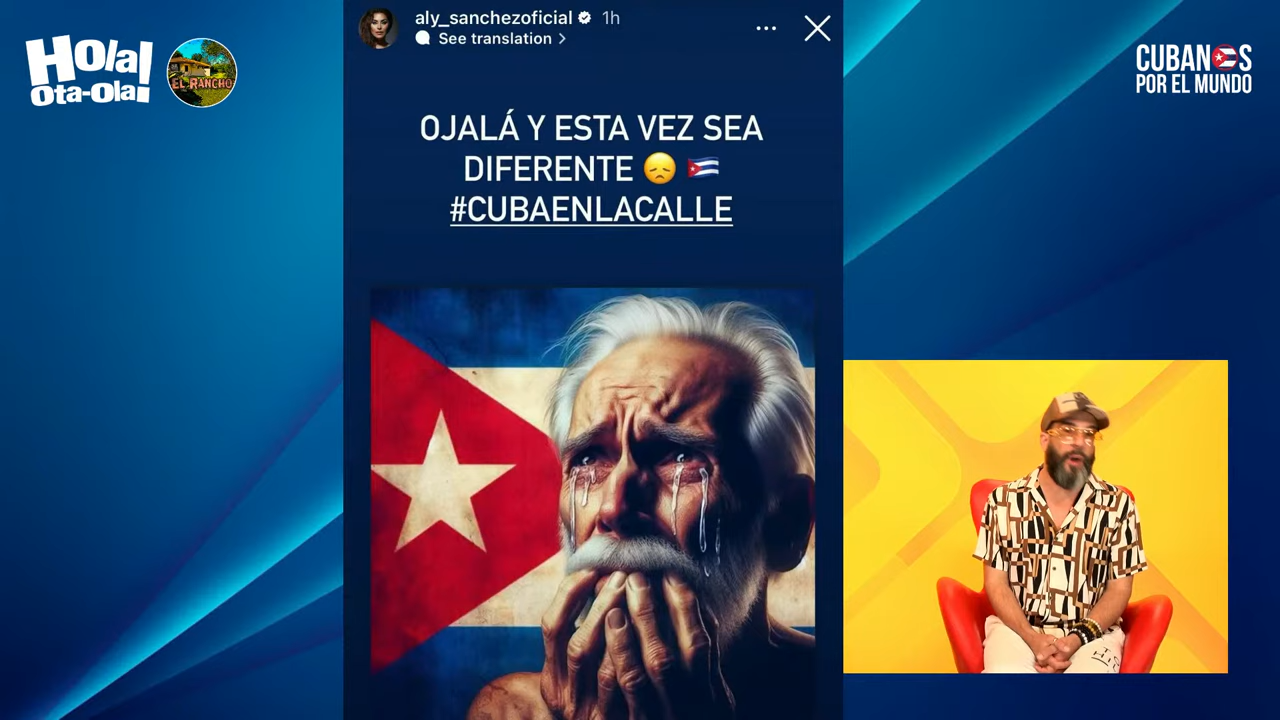 Hola!
Ota-Ola!
EL RANCHO
aly_sanchezoficial 1h
See translation >
OJALÁ Y ESTA VEZ SEA
DIFERENTE 😞 🇨🇺
#CUBAENLACALLE
CUBANOS
POR EL MUNDO